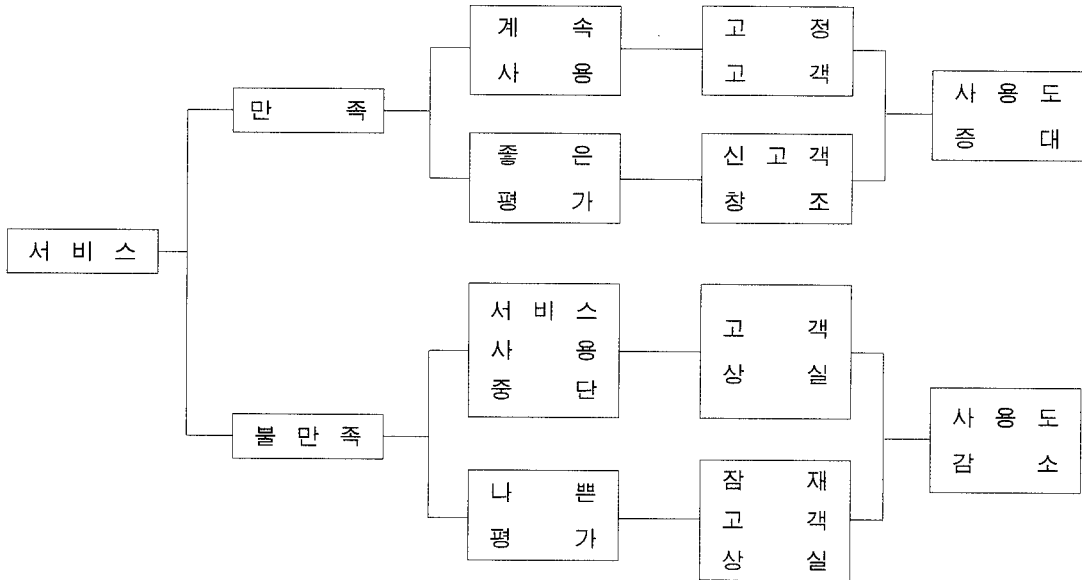 서비스
만족
계속
사용
고정
고객
좋은
평가
신고객
창조
사용도
증대
불만족
서비스
사용
중단
고객
상실
나쁜
평가
잠재
고객
상실
사용도
감소